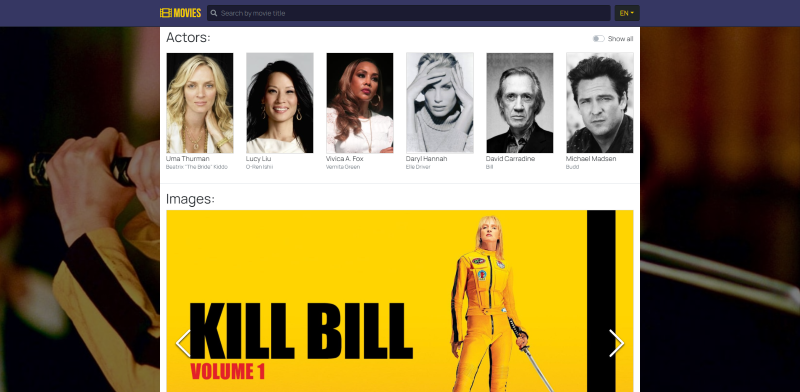 MOVIES
Search by movie title
EN
Actors:
Show all
Uma Thurman
Beatrix "The Bride" Kiddo
Lucy Liu
O-Ren Ishii
Vivica A. Fox
Vernita Green
Daryl Hannah
Elle Driver
David Carradine
Bill
Michael Madsen
Budd
Images:
KILL BILL
VOLUME 1